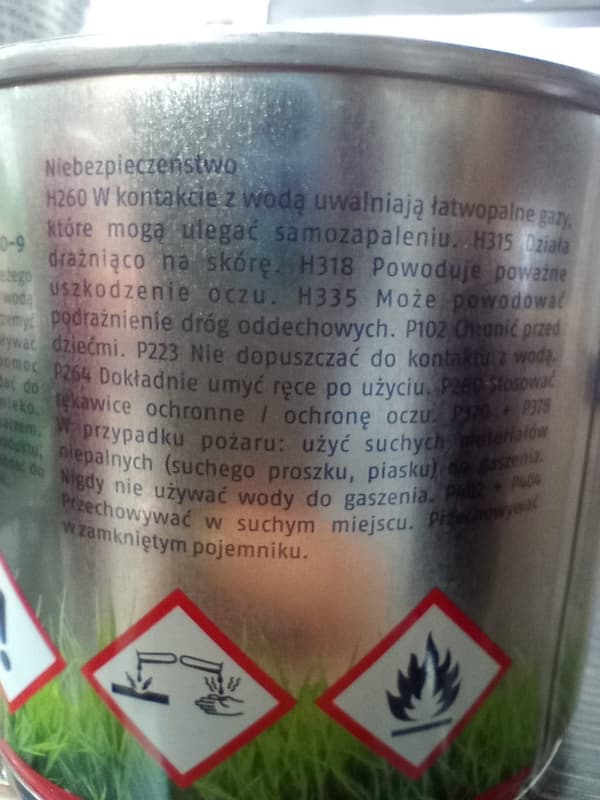 Niebezpieczeństwo
H260 W kontakcie z wodą uwalniają łatwopalne gazy,
które mogą ulegać samozapaleniu. H315 Działa
drażniąco na skórę. H318 Powoduje poważne
uszkodzenie oczu. H335 Może powodować
podrażnienie dróg oddechowych. P102 Chronić przed
dziećmi. P223 Nie dopuszczać do kontaktu z wodą.
P264 Dokładnie umyć ręce po użyciu. P280 Stosować
rękawice ochronne / ochronę oczu. P370 + P378
W przypadku pożaru: użyć suchych materiałów
niepalnych (suchego proszku, piasku) do gaszenia.
Nigdy nie używać wody do gaszenia. P402 + P404
Przechowywać w suchym miejscu. Przechowywać
w zamkniętym pojemniku.
0-9
wodą